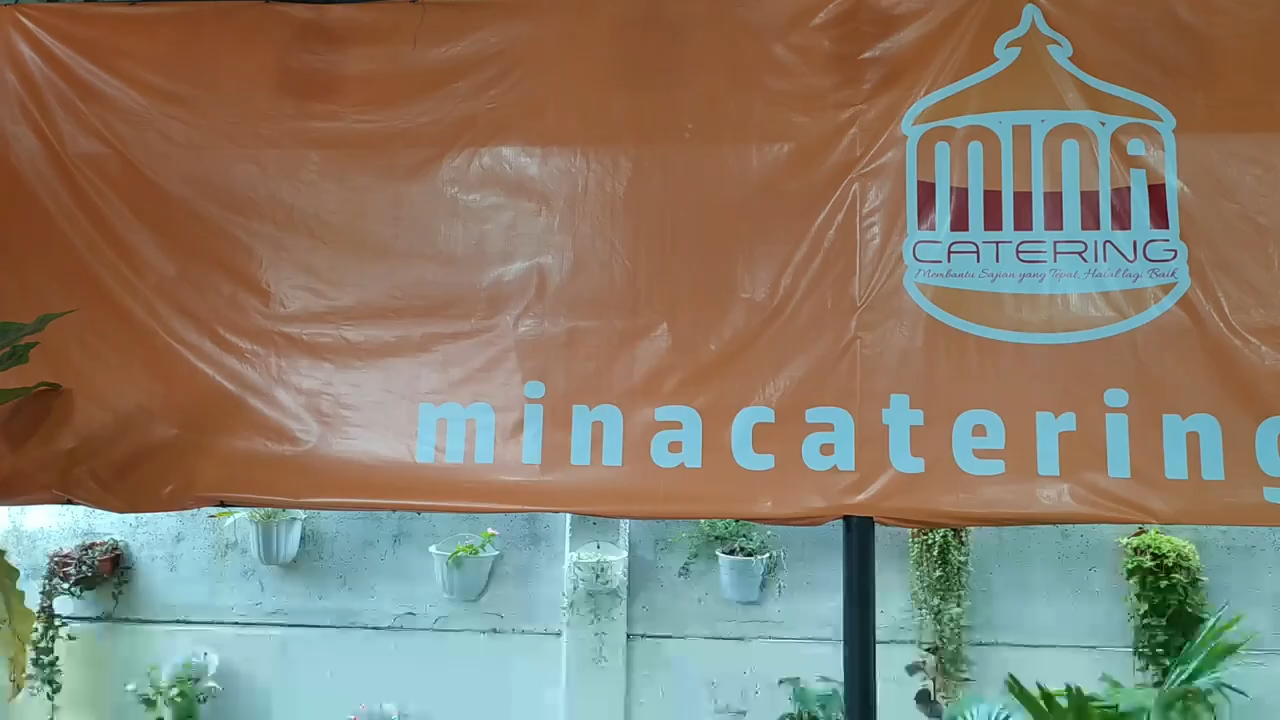 mina
CATERING
Membantu Sajian yang Tepat, Halal lagi Baik
minacatering